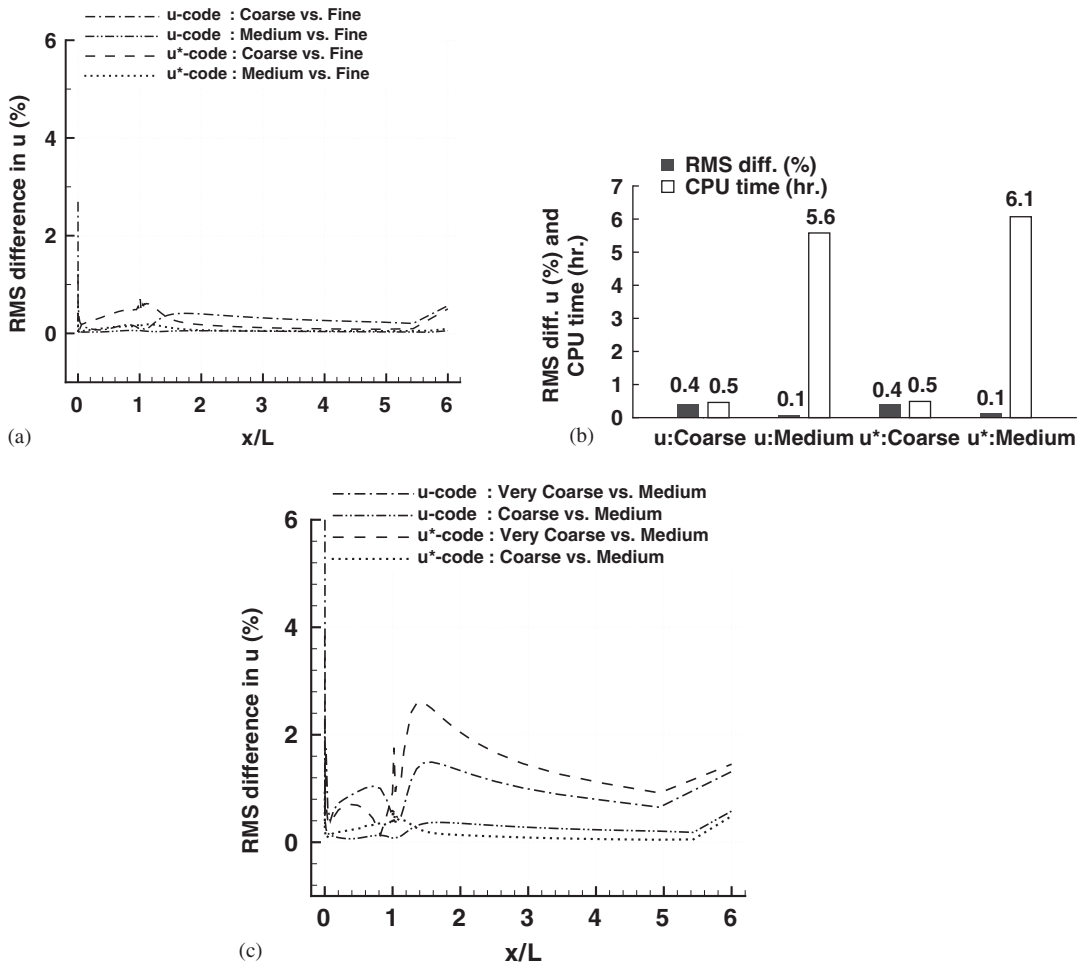 u-code : Coarse vs. Fine
u-code : Medium vs. Fine
u*-code : Coarse vs. Fine
u*-code : Medium vs. Fine
RMS difference in u (%)
6
4
2
0
0 1 2 3 4 5 6
x/L
(a)
RMS diff. (%)
CPU time (hr.)
RMS diff. u (%) and
CPU time (hr.)
7
6
5
4
3
2
1
0
0.4 0.5 0.1 5.6 0.4 0.5 0.1 6.1
u:Coarse u:Medium u*:Coarse u*:Medium
(b)
u-code : Very Coarse vs. Medium
u-code : Coarse vs. Medium
u*-code : Very Coarse vs. Medium
u*-code : Coarse vs. Medium
RMS difference in u (%)
6
4
2
0
0 1 2 3 4 5 6
x/L
(c)